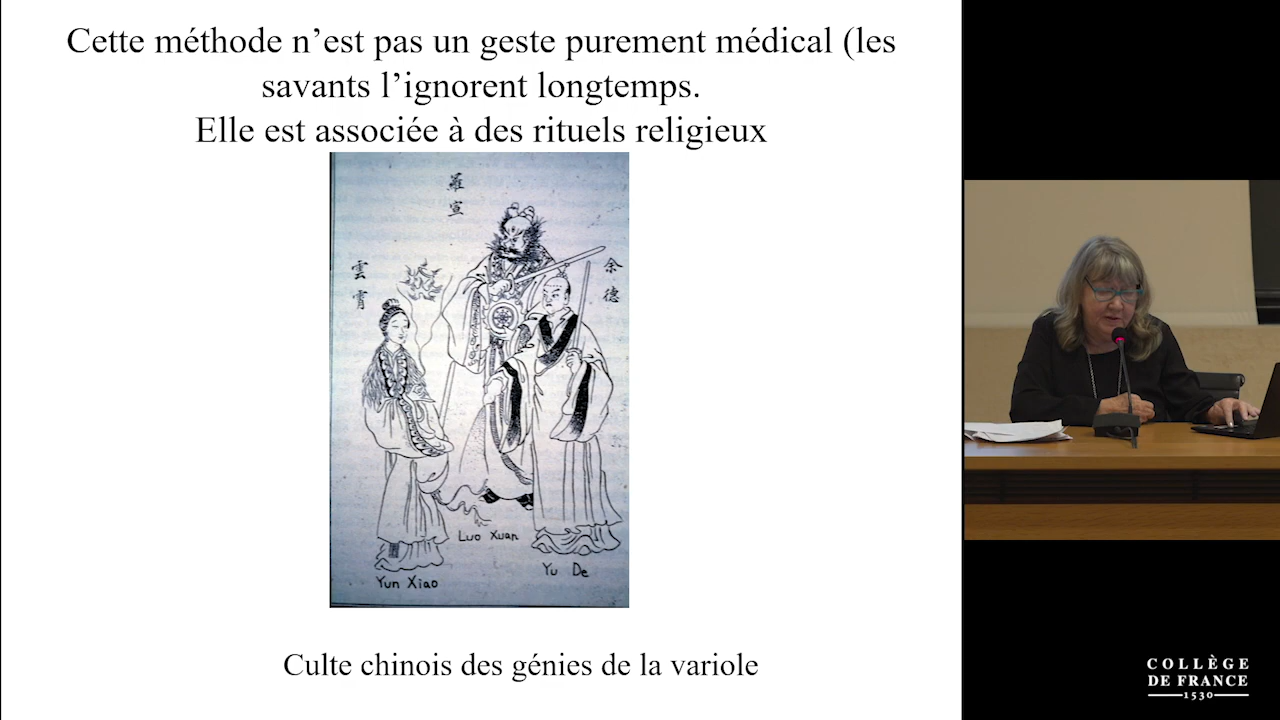 Cette méthode n’est pas un geste purement médical (les
savants l’ignorent longtemps.
Elle est associée à des rituels religieux
羅宣
雲霄
余德
Luo Xuan
Yu De
Yun Xiao
Culte chinois des génies de la variole
COLLÈGE
DE FRANCE
1530